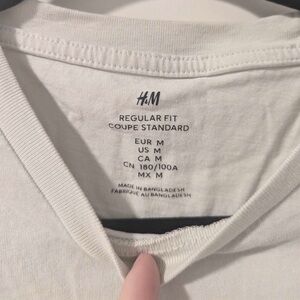 H&M
REGULAR FIT
COUPE STANDARD
EUR M
US M
CA M
CN 180/100A
MX M
MADE IN BANGLADESH
FABRIQUÉ AU BANGLADESH